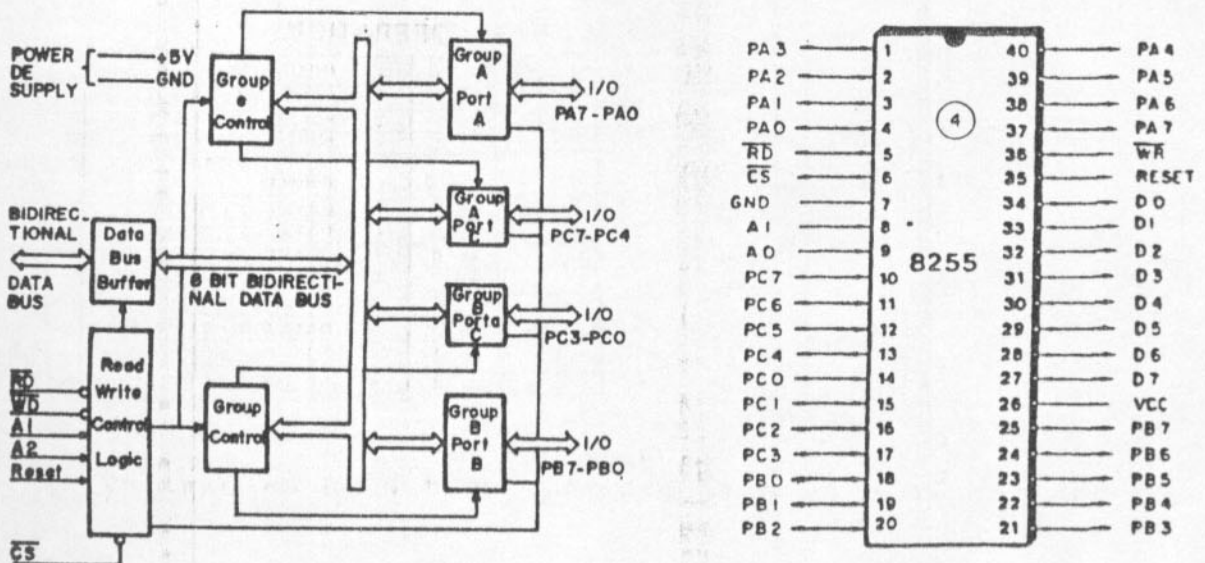 POWER
DE
SUPPLY
+5V
GND
Group
e
Control
Group
A
Port
A
I/O
PA7-PA0
Group
A
Port
C
I/O
PC7-PC4
BIDIREC_
TIONAL
DATA
BUS
Data
Bus
Buffer
8 BIT BIDIRECTI-
NAL DATA BUS
Group
B
Porta
C
I/O
PC3-PC0
Read
Write
Control
Logic
RD
WD
A1
A2
Reset
CS
Group
Control
Group
B
Port
B
I/O
PB7-PB0
PA3 1 40 PA4
PA2 2 39 PA5
PA1 3 38 PA6
PA0 4 37 PA7
RD 5 36 WR
CS 6 35 RESET
GND 7 34 D0
A1 8 33 D1
A0 9 32 D2
PC7 10 31 D3
PC6 11 30 D4
PC5 12 29 D5
PC4 13 28 D6
PC0 14 27 D7
PC1 15 26 VCC
PC2 16 25 PB7
PC3 17 24 PB6
PB0 18 23 PB5
PB1 19 22 PB4
PB2 20 21 PB3
4
8255